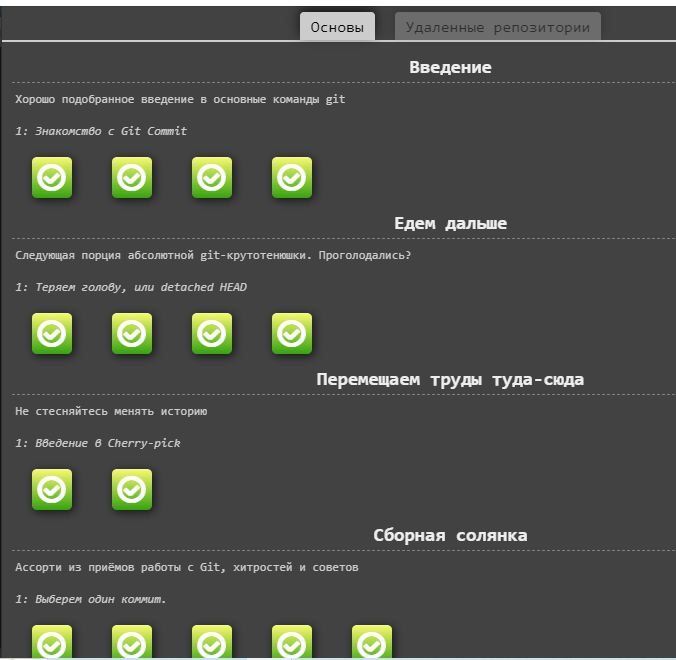 Основы
Удаленные репозитории
Введение
Хорошо подобранное введение в основные команды git
1: Знакомство с Git Commit
Едем дальше
Следующая порция абсолютной git-крутотенюшки. Проголодались?
1: Теряем голову, или detached HEAD
Перемещаем труды туда-сюда
Не стесняйтесь менять историю
1: Введение в Cherry-pick
Сборная солянка
Ассорти из приёмов работы с Git, хитростей и советов
1: Выберем один коммит.